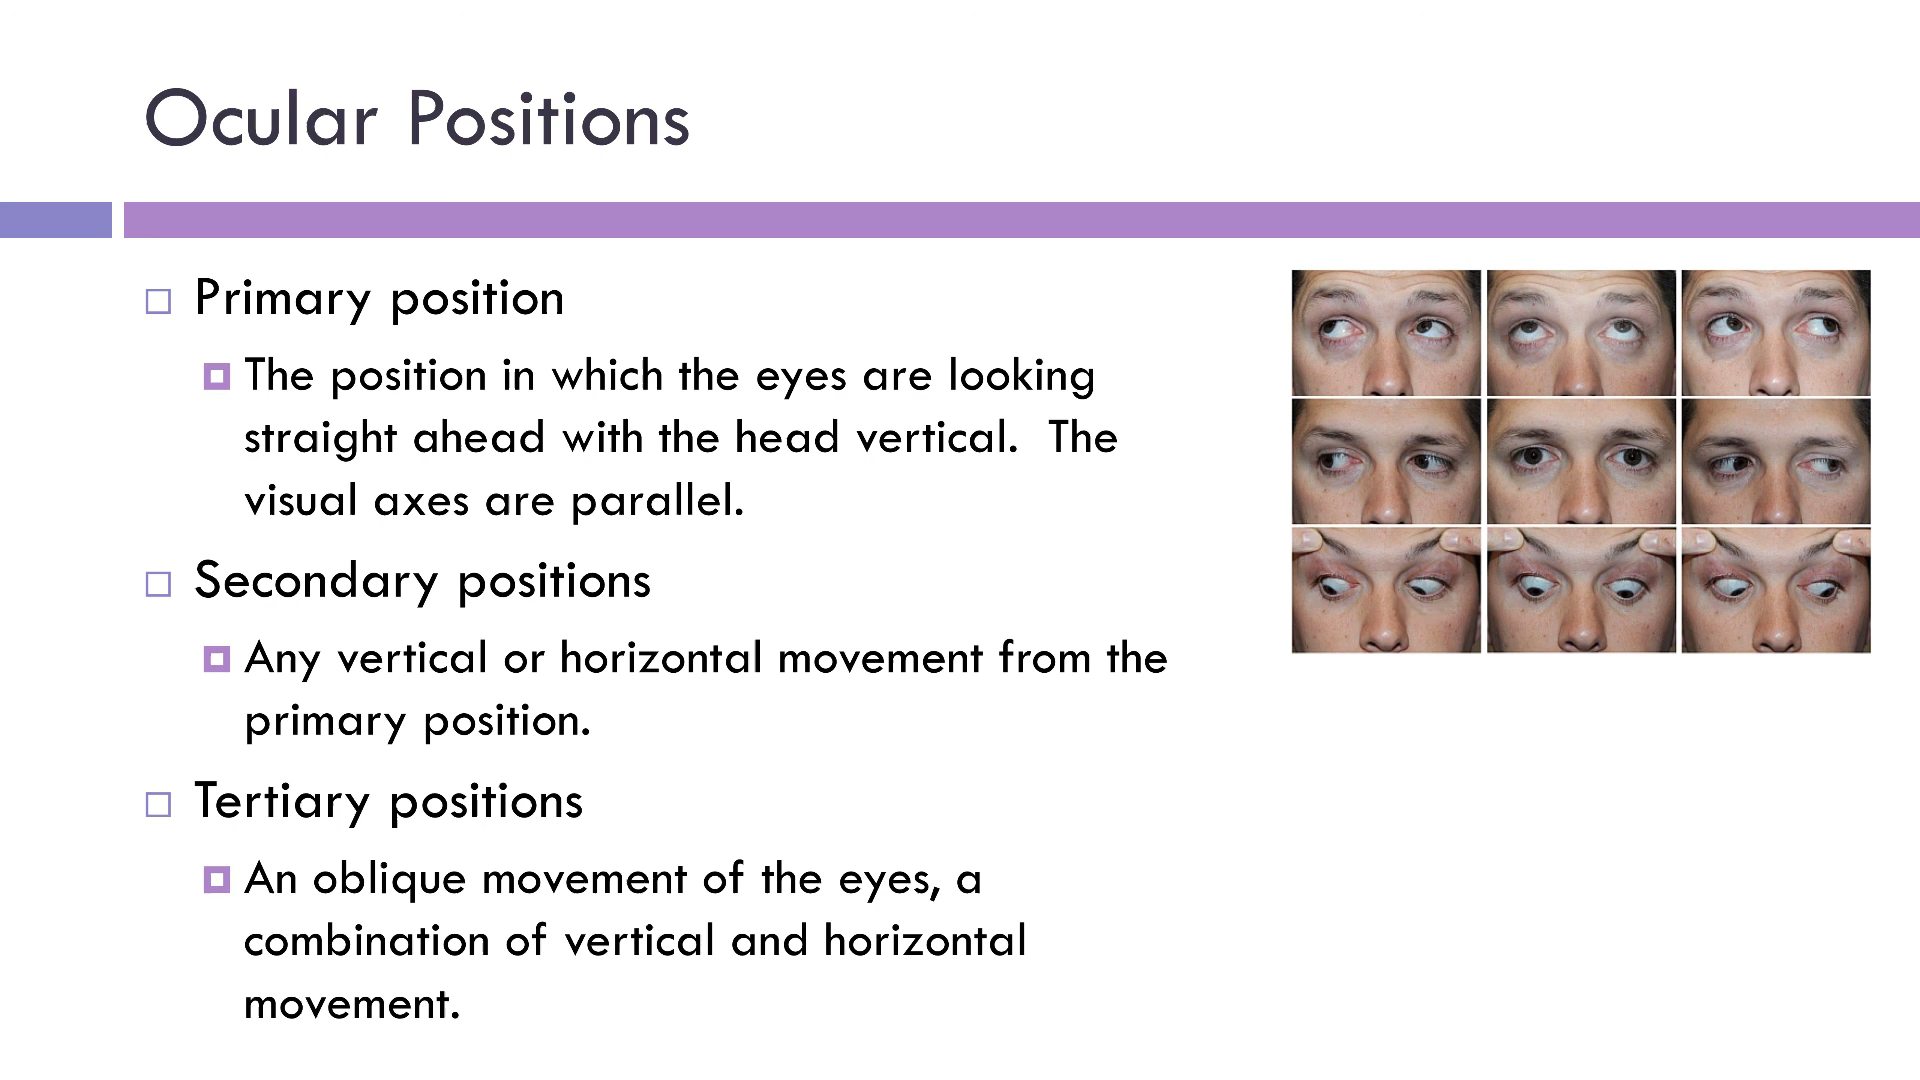 Ocular Positions
Primary position
The position in which the eyes are looking
straight ahead with the head vertical.  The
visual axes are parallel.
Secondary positions
Any vertical or horizontal movement from the
primary position.
Tertiary positions
An oblique movement of the eyes, a
combination of vertical and horizontal
movement.